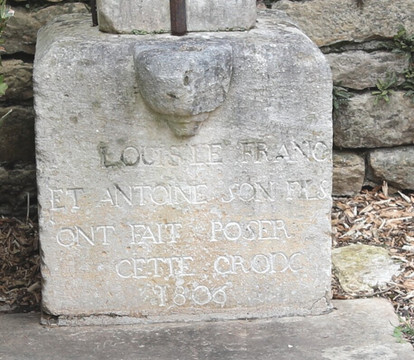 LOUIS LE FRANC
ET ANTOINE SON FILS
ONT FAIT POSER
CETTE CROIX
1806